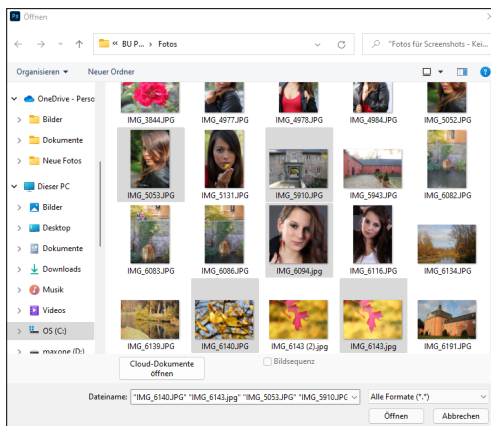 Ps Öffnen
« BU P... > Fotos
"Fotos für Screenshots - Kei...
Organisieren
Neuer Ordner
OneDrive - Perso
Bilder
Dokumente
Neue Fotos
Dieser PC
Bilder
Desktop
Dokumente
Downloads
Musik
Videos
OS (C:)
maxone (D:)
IMG_3844.JPG IMG_4977.JPG IMG_4978.JPG IMG_4984.JPG IMG_5052.JPG
IMG_5053.JPG IMG_5131.JPG IMG_5910.JPG IMG_5943.JPG IMG_6082.JPG
IMG_6083.JPG IMG_6086.JPG IMG_6094.jpg IMG_6116.JPG IMG_6134.JPG
IMG_6139.JPG IMG_6140.JPG IMG_6143 (2).jpg IMG_6143.jpg IMG_6191.JPG
Cloud-Dokumente
öffnen
Bildsequenz
Dateiname: "IMG_6140.JPG" "IMG_6143.jpg" "IMG_5053.JPG" "IMG_5910.JPG
Alle Formate (*.*)
Öffnen Abbrechen